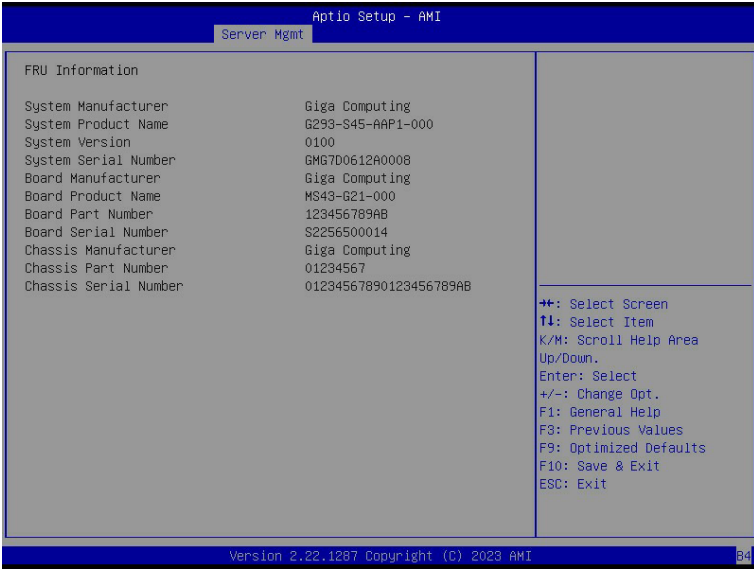 Aptio Setup – AMI
Server Mgmt
FRU Information
System Manufacturer Giga Computing
System Product Name G293-S45-AAP1-000
System Version 0100
System Serial Number GMG7D0612A0008
Board Manufacturer Giga Computing
Board Product Name MS43-G21-000
Board Part Number 123456789AB
Board Serial Number S2256500014
Chassis Manufacturer Giga Computing
Chassis Part Number 01234567
Chassis Serial Number 01234567890123456789AB
→←: Select Screen
↑↓: Select Item
K/M: Scroll Help Area
Up/Down.
Enter: Select
+/-: Change Opt.
F1: General Help
F3: Previous Values
F9: Optimized Defaults
F10: Save & Exit
ESC: Exit
Version 2.22.1287 Copyright (C) 2023 AMI
B4